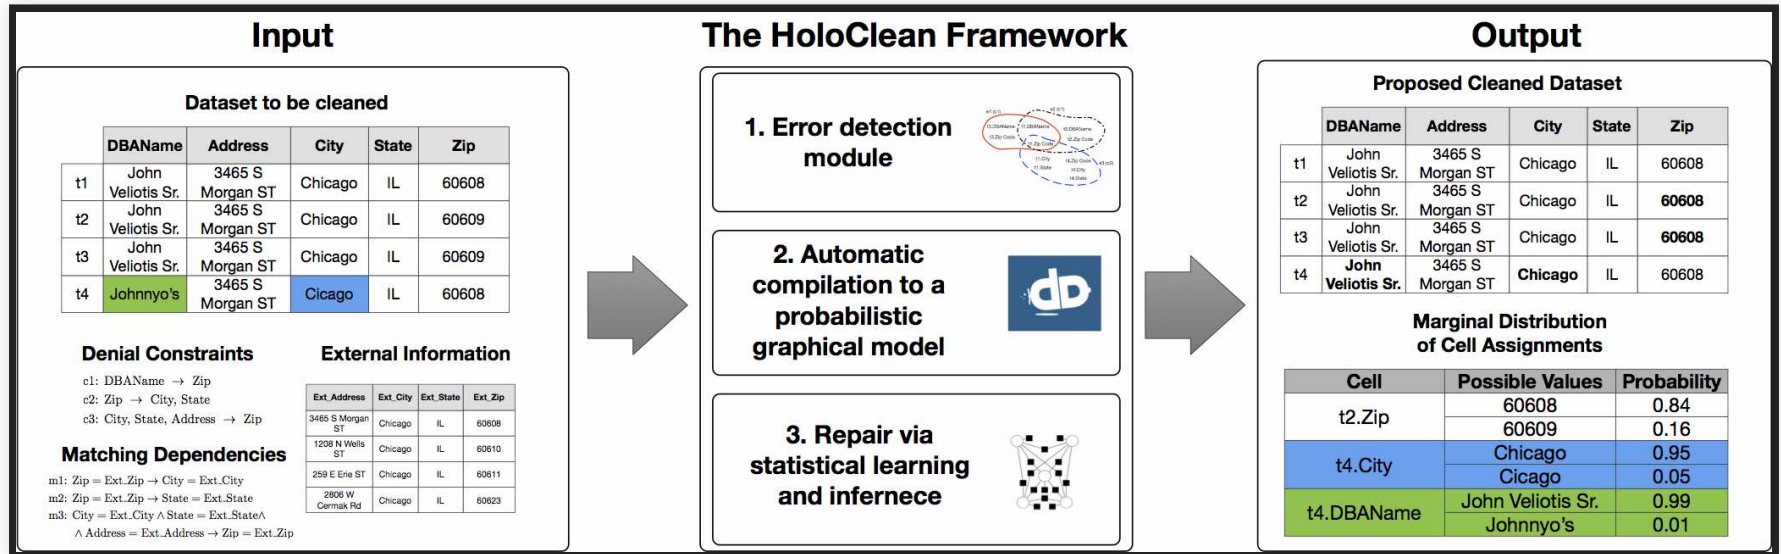 Input
The HoloClean Framework
Output
Dataset to be cleaned
DBAName Address City State Zip
t1 John Veliotis Sr. 3465 S Morgan ST Chicago IL 60608
t2 John Veliotis Sr. 3465 S Morgan ST Chicago IL 60609
t3 John Veliotis Sr. 3465 S Morgan ST Chicago IL 60609
t4 Johnnyo's 3465 S Morgan ST Cicago IL 60608
Denial Constraints
c1: DBAName → Zip
c2: Zip → City, State
c3: City, State, Address → Zip
Matching Dependencies
m1: Zip = Ext_Zip → City = Ext_City
m2: Zip = Ext_Zip → State = Ext_State
m3: City = Ext_City ∧ State = Ext_State∧
∧ Address = Ext_Address → Zip = Ext_Zip
External Information
Ext_Address Ext_City Ext_State Ext_Zip
3465 S Morgan ST Chicago IL 60608
1208 N Wells ST Chicago IL 60610
259 E Erie ST Chicago IL 60611
2806 W Cermak Rd Chicago IL 60623
1. Error detection
module
2. Automatic
compilation to a
probabilistic
graphical model
3. Repair via
statistical learning
and infernece
Proposed Cleaned Dataset
DBAName Address City State Zip
t1 John Veliotis Sr. 3465 S Morgan ST Chicago IL 60608
t2 John Veliotis Sr. 3465 S Morgan ST Chicago IL 60608
t3 John Veliotis Sr. 3465 S Morgan ST Chicago IL 60608
t4 John Veliotis Sr. 3465 S Morgan ST Chicago IL 60608
Marginal Distribution
of Cell Assignments
Cell Possible Values Probability
t2.Zip 60608 0.84
60609 0.16
t4.City Chicago 0.95
Cicago 0.05
t4.DBAName John Veliotis Sr. 0.99
Johnnyo's 0.01